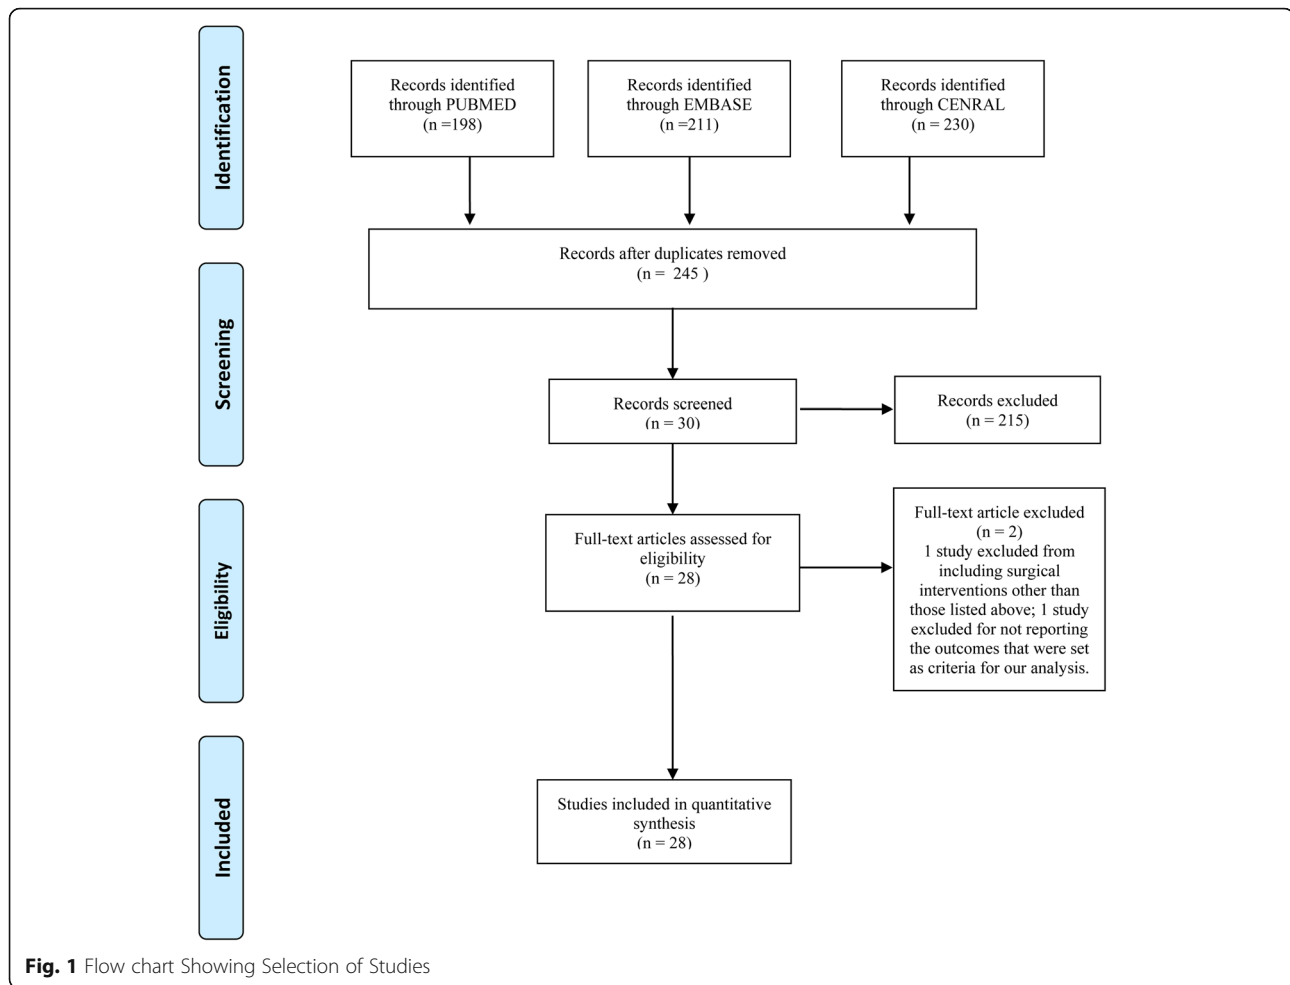 Identification
Records identified
through PUBMED
(n =198)
Records identified
through EMBASE
(n =211)
Records identified
through CENRAL
(n = 230)
Records after duplicates removed
(n =  245 )
Screening
Records screened
(n = 30)
Records excluded
(n = 215)
Eligibility
Full-text articles assessed for
eligibility
(n = 28)
Full-text article excluded
(n = 2)
1 study excluded from
including surgical
interventions other than
those listed above; 1 study
excluded for not reporting
the outcomes that were set
as criteria for our analysis.
Included
Studies included in quantitative
synthesis
(n = 28)
Fig. 1 Flow chart Showing Selection of Studies